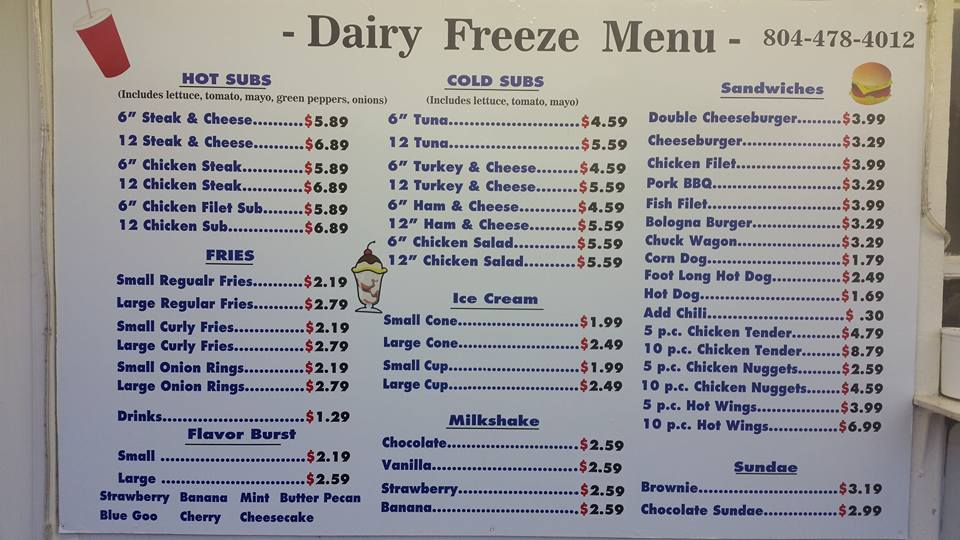 - Dairy Freeze Menu - 804-478-4012
HOT SUBS
(Includes lettuce, tomato, mayo, green peppers, onions)
6" Steak & Cheese..........$5.89
12 Steak & Cheese..........$6.89
6" Chicken Steak............$5.89
12 Chicken Steak............$6.89
6" Chicken Filet Sub........$5.89
12 Chicken Sub...............$6.89
FRIES
Small Regualr Fries..........$2.19
Large Regular Fries..........$2.79
Small Curly Fries..............$2.19
Large Curly Fries..............$2.79
Small Onion Rings............$2.19
Large Onion Rings............$2.79
Drinks............................$1.29
Flavor Burst
Small ............................$2.19
Large ............................$2.59
Strawberry Banana Mint Butter Pecan
Blue Goo Cherry Cheesecake
COLD SUBS
(Includes lettuce, tomato, mayo)
6" Tuna..........................$4.59
12 Tuna..........................$5.59
6" Turkey & Cheese........$4.59
12 Turkey & Cheese........$5.59
6" Ham & Cheese............$4.59
12" Ham & Cheese...........$5.59
6" Chicken Salad............$5.59
12" Chicken Salad..........$5.59
Ice Cream
Small Cone.....................$1.99
Large Cone.....................$2.49
Small Cup.......................$1.99
Large Cup.......................$2.49
Milkshake
Chocolate.......................$2.59
Vanilla...........................$2.59
Strawberry.....................$2.59
Banana...........................$2.59
Sandwiches
Double Cheeseburger........$3.99
Cheeseburger..................$3.29
Chicken Filet...................$3.99
Pork BBQ........................$3.29
Fish Filet.........................$3.99
Bologna Burger................$3.29
Chuck Wagon...................$3.29
Corn Dog.........................$1.79
Foot Long Hot Dog............$2.49
Hot Dog...........................$1.69
Add Chili..........................$ .30
5 p.c. Chicken Tender.........$4.79
10 p.c. Chicken Tender.......$8.79
5 p.c. Chicken Nuggets.......$2.59
10 p.c. Chicken Nuggets......$4.59
5 p.c. Hot Wings................$3.99
10 p.c. Hot Wings..............$6.99
Sundae
Brownie...........................$3.19
Chocolate Sundae..............$2.99